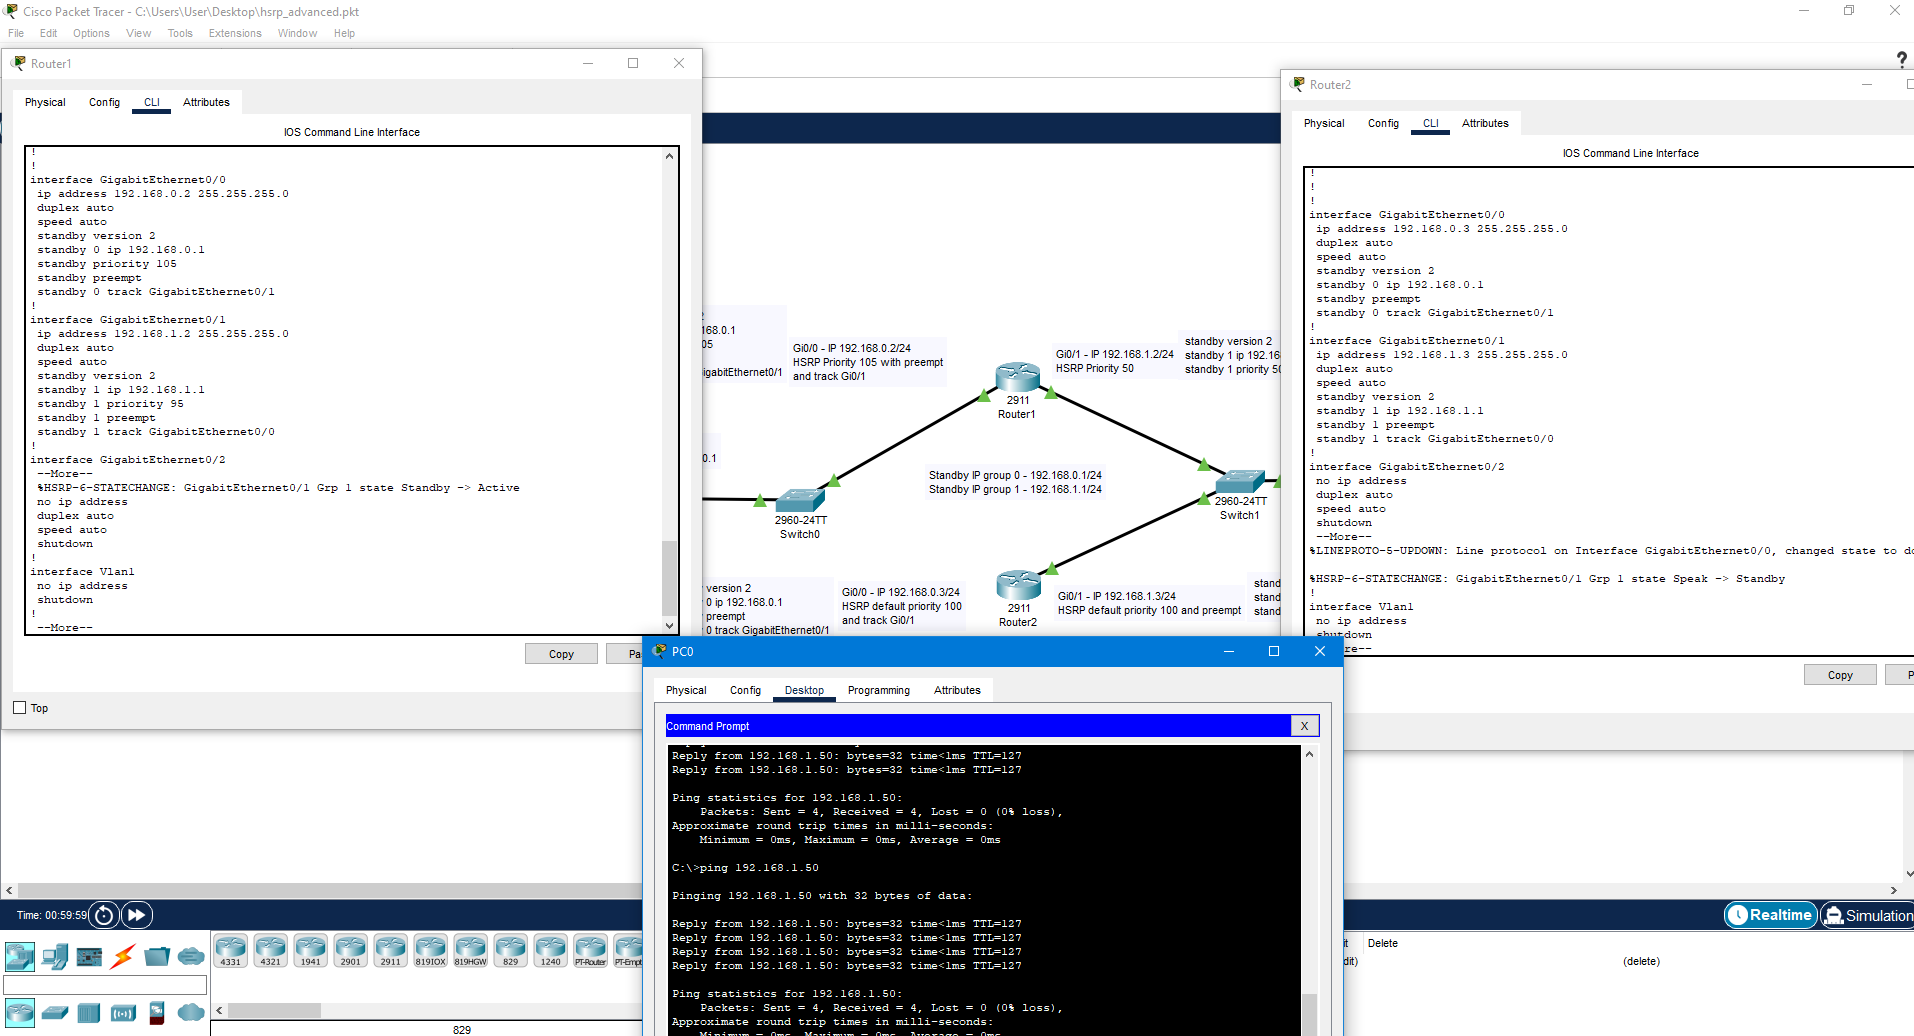 Cisco Packet Tracer - C:\Users\User\Desktop\hsrp_advanced.pkt
File Edit Options View Tools Extensions Window Help
Router1
Physical Config CLI Attributes
IOS Command Line Interface
!
!
interface GigabitEthernet0/0
ip address 192.168.0.2 255.255.255.0
duplex auto
speed auto
standby version 2
standby 0 ip 192.168.0.1
standby priority 105
standby preempt
standby 0 track GigabitEthernet0/1
!
interface GigabitEthernet0/1
ip address 192.168.1.2 255.255.255.0
duplex auto
speed auto
standby version 2
standby 1 ip 192.168.1.1
standby 1 priority 95
standby 1 preempt
standby 1 track GigabitEthernet0/0
!
interface GigabitEthernet0/2
--More--
%HSRP-6-STATECHANGE: GigabitEthernet0/1 Grp 1 state Standby -> Active
no ip address
duplex auto
speed auto
shutdown
!
interface Vlan1
no ip address
shutdown
!
--More--
Copy Pa
Top
168.0.1
05
igabitEthernet0/1
0.1
Gi0/0 - IP 192.168.0.2/24
HSRP Priority 105 with preempt
and track Gi0/1
2911
Router1
Gi0/1 - IP 192.168.1.2/24
HSRP Priority 50
standby version 2
standby 1 ip 192.16
standby 1 priority 50
Standby IP group 0 - 192.168.0.1/24
Standby IP group 1 - 192.168.1.1/24
2960-24TT
Switch0
2960-24TT
Switch1
version 2
0 ip 192.168.0.1
preempt
0 track GigabitEthernet0/1
Gi0/0 - IP 192.168.0.3/24
HSRP default priority 100
and track Gi0/1
2911
Router2
Gi0/1 - IP 192.168.1.3/24
HSRP default priority 100 and preempt
stand
stand
stand
?
Router2
Physical Config CLI Attributes
IOS Command Line Interface
!
!
!
interface GigabitEthernet0/0
ip address 192.168.0.3 255.255.255.0
duplex auto
speed auto
standby version 2
standby 0 ip 192.168.0.1
standby preempt
standby 0 track GigabitEthernet0/1
!
interface GigabitEthernet0/1
ip address 192.168.1.3 255.255.255.0
duplex auto
speed auto
standby version 2
standby 1 ip 192.168.1.1
standby 1 preempt
standby 1 track GigabitEthernet0/0
!
interface GigabitEthernet0/2
no ip address
duplex auto
speed auto
shutdown
--More--
%LINEPROTO-5-UPDOWN: Line protocol on Interface GigabitEthernet0/0, changed state to do
%HSRP-6-STATECHANGE: GigabitEthernet0/1 Grp 1 state Speak -> Standby
!
interface Vlan1
no ip address
shutdown
re--
Copy P
PC0
Physical Config Desktop Programming Attributes
Command Prompt X
Reply from 192.168.1.50: bytes=32 time<1ms TTL=127
Reply from 192.168.1.50: bytes=32 time<1ms TTL=127
Ping statistics for 192.168.1.50:
Packets: Sent = 4, Received = 4, Lost = 0 (0% loss),
Approximate round trip times in milli-seconds:
Minimum = 0ms, Maximum = 0ms, Average = 0ms
C:\>ping 192.168.1.50
Pinging 192.168.1.50 with 32 bytes of data:
Reply from 192.168.1.50: bytes=32 time<1ms TTL=127
Reply from 192.168.1.50: bytes=32 time<1ms TTL=127
Reply from 192.168.1.50: bytes=32 time<1ms TTL=127
Reply from 192.168.1.50: bytes=32 time<1ms TTL=127
Ping statistics for 192.168.1.50:
Packets: Sent = 4, Received = 4, Lost = 0 (0% loss),
Approximate round trip times in milli-seconds:
Minimum = 0ms, Maximum = 0ms, Average = 0ms
Time: 00:59:59
Realtime Simulation
4331 4321 1941 2901 2911 819IOX 819HGW 829 1240 PT-Router PT-Empt
829
it Delete
dit) (delete)